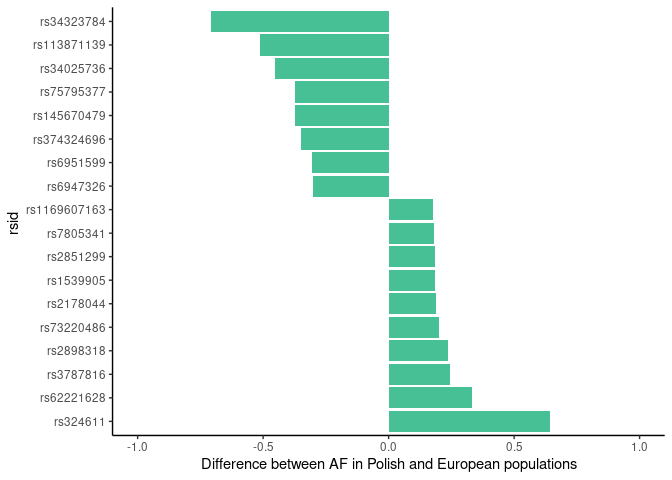 rs34323784
rs113871139
rs34025736
rs75795377
rs145670479
rs374324696
rs6951599
rs6947326
rs1169607163
rs7805341
rs2851299
rs1539905
rs2178044
rs73220486
rs2898318
rs3787816
rs62221628
rs324611
rsid
-1.0 -0.5 0.0 0.5 1.0
Difference between AF in Polish and European populations